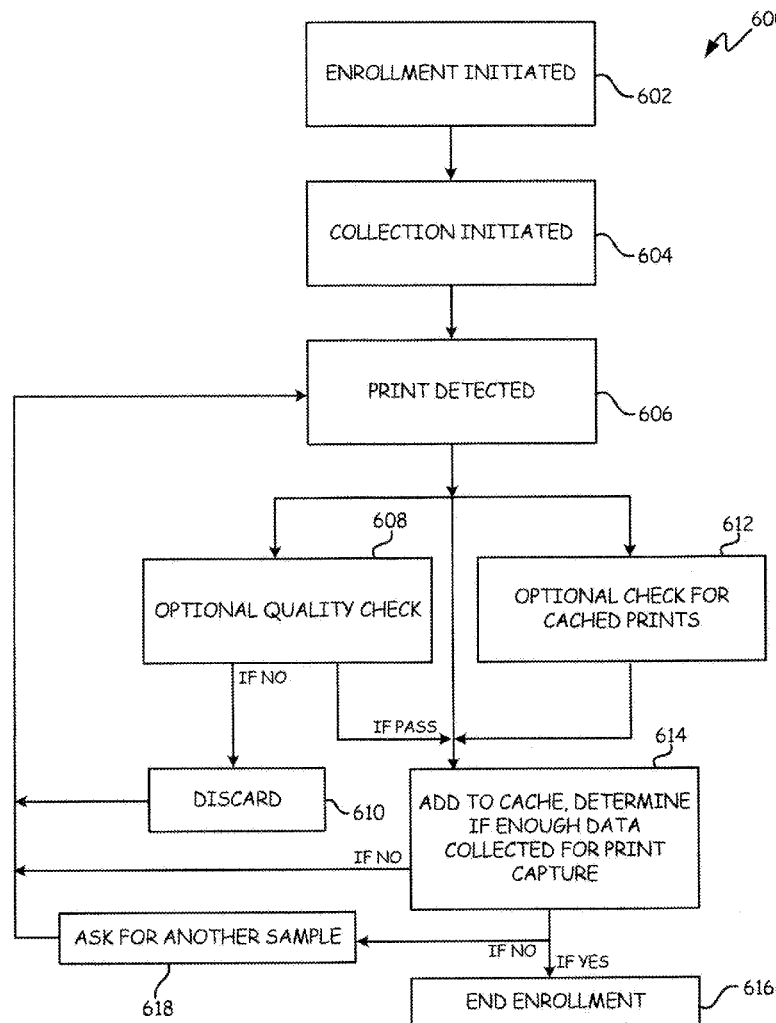 600
ENROLLMENT INITIATED
602
COLLECTION INITIATED
604
PRINT DETECTED
606
608
612
OPTIONAL QUALITY CHECK
OPTIONAL CHECK FOR
CACHED PRINTS
IF NO
IF PASS
614
DISCARD
610
ADD TO CACHE, DETERMINE
IF ENOUGH DATA
COLLECTED FOR PRINT
CAPTURE
IF NO
ASK FOR ANOTHER SAMPLE
618
IF NO
IF YES
END ENROLLMENT
616